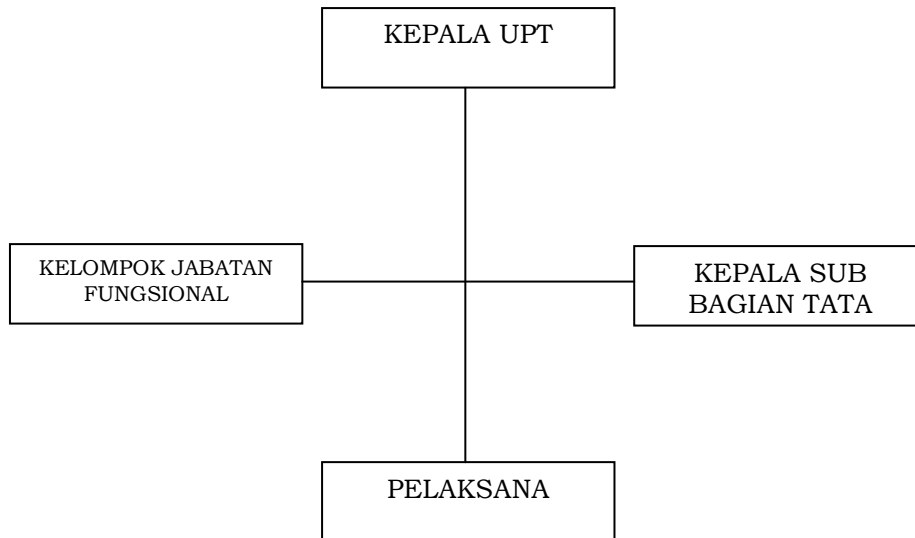 KEPALA UPT
KELOMPOK JABATAN
FUNGSIONAL
KEPALA SUB
BAGIAN TATA
PELAKSANA